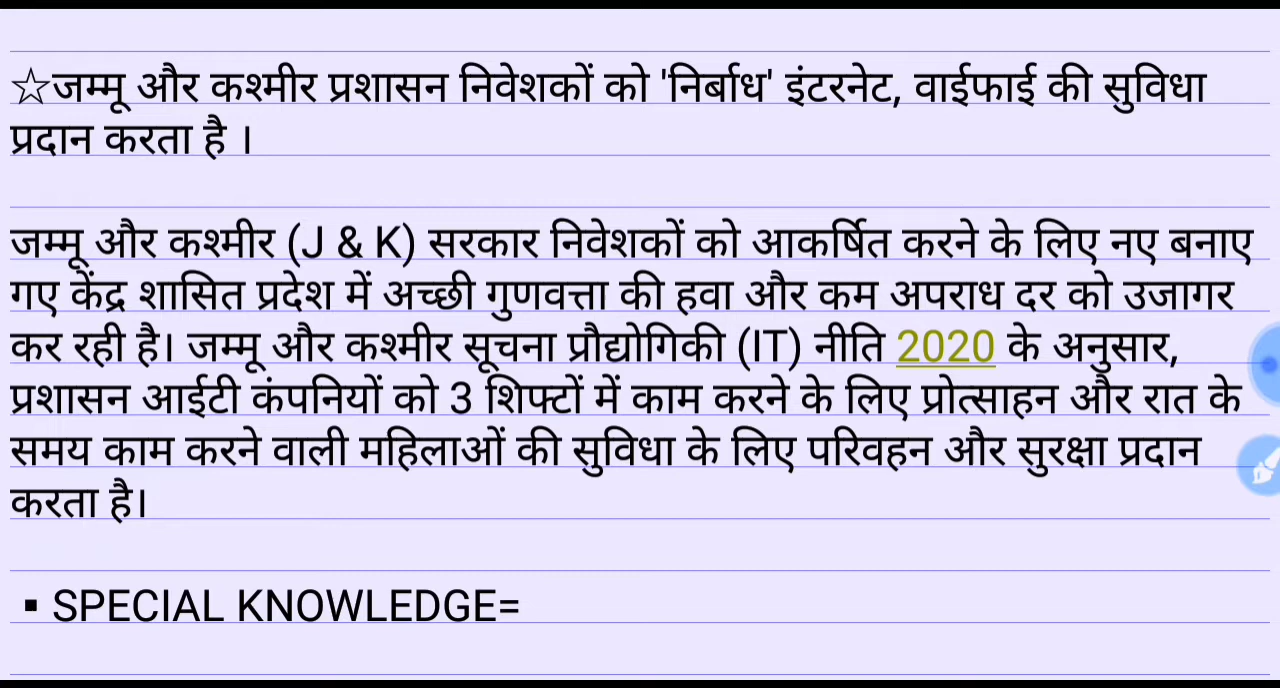 ☆जम्मू और कश्मीर प्रशासन निवेशकों को 'निर्बाध' इंटरनेट, वाईफाई की सुविधा
प्रदान करता है ।
जम्मू और कश्मीर (J & K) सरकार निवेशकों को आकर्षित करने के लिए नए बनाए
गए केंद्र शासित प्रदेश में अच्छी गुणवत्ता की हवा और कम अपराध दर को उजागर
कर रही है। जम्मू और कश्मीर सूचना प्रौद्योगिकी (IT) नीति 2020 के अनुसार,
प्रशासन आईटी कंपनियों को 3 शिफ्टों में काम करने के लिए प्रोत्साहन और रात के
समय काम करने वाली महिलाओं की सुविधा के लिए परिवहन और सुरक्षा प्रदान
करता है।
▪ SPECIAL KNOWLEDGE=